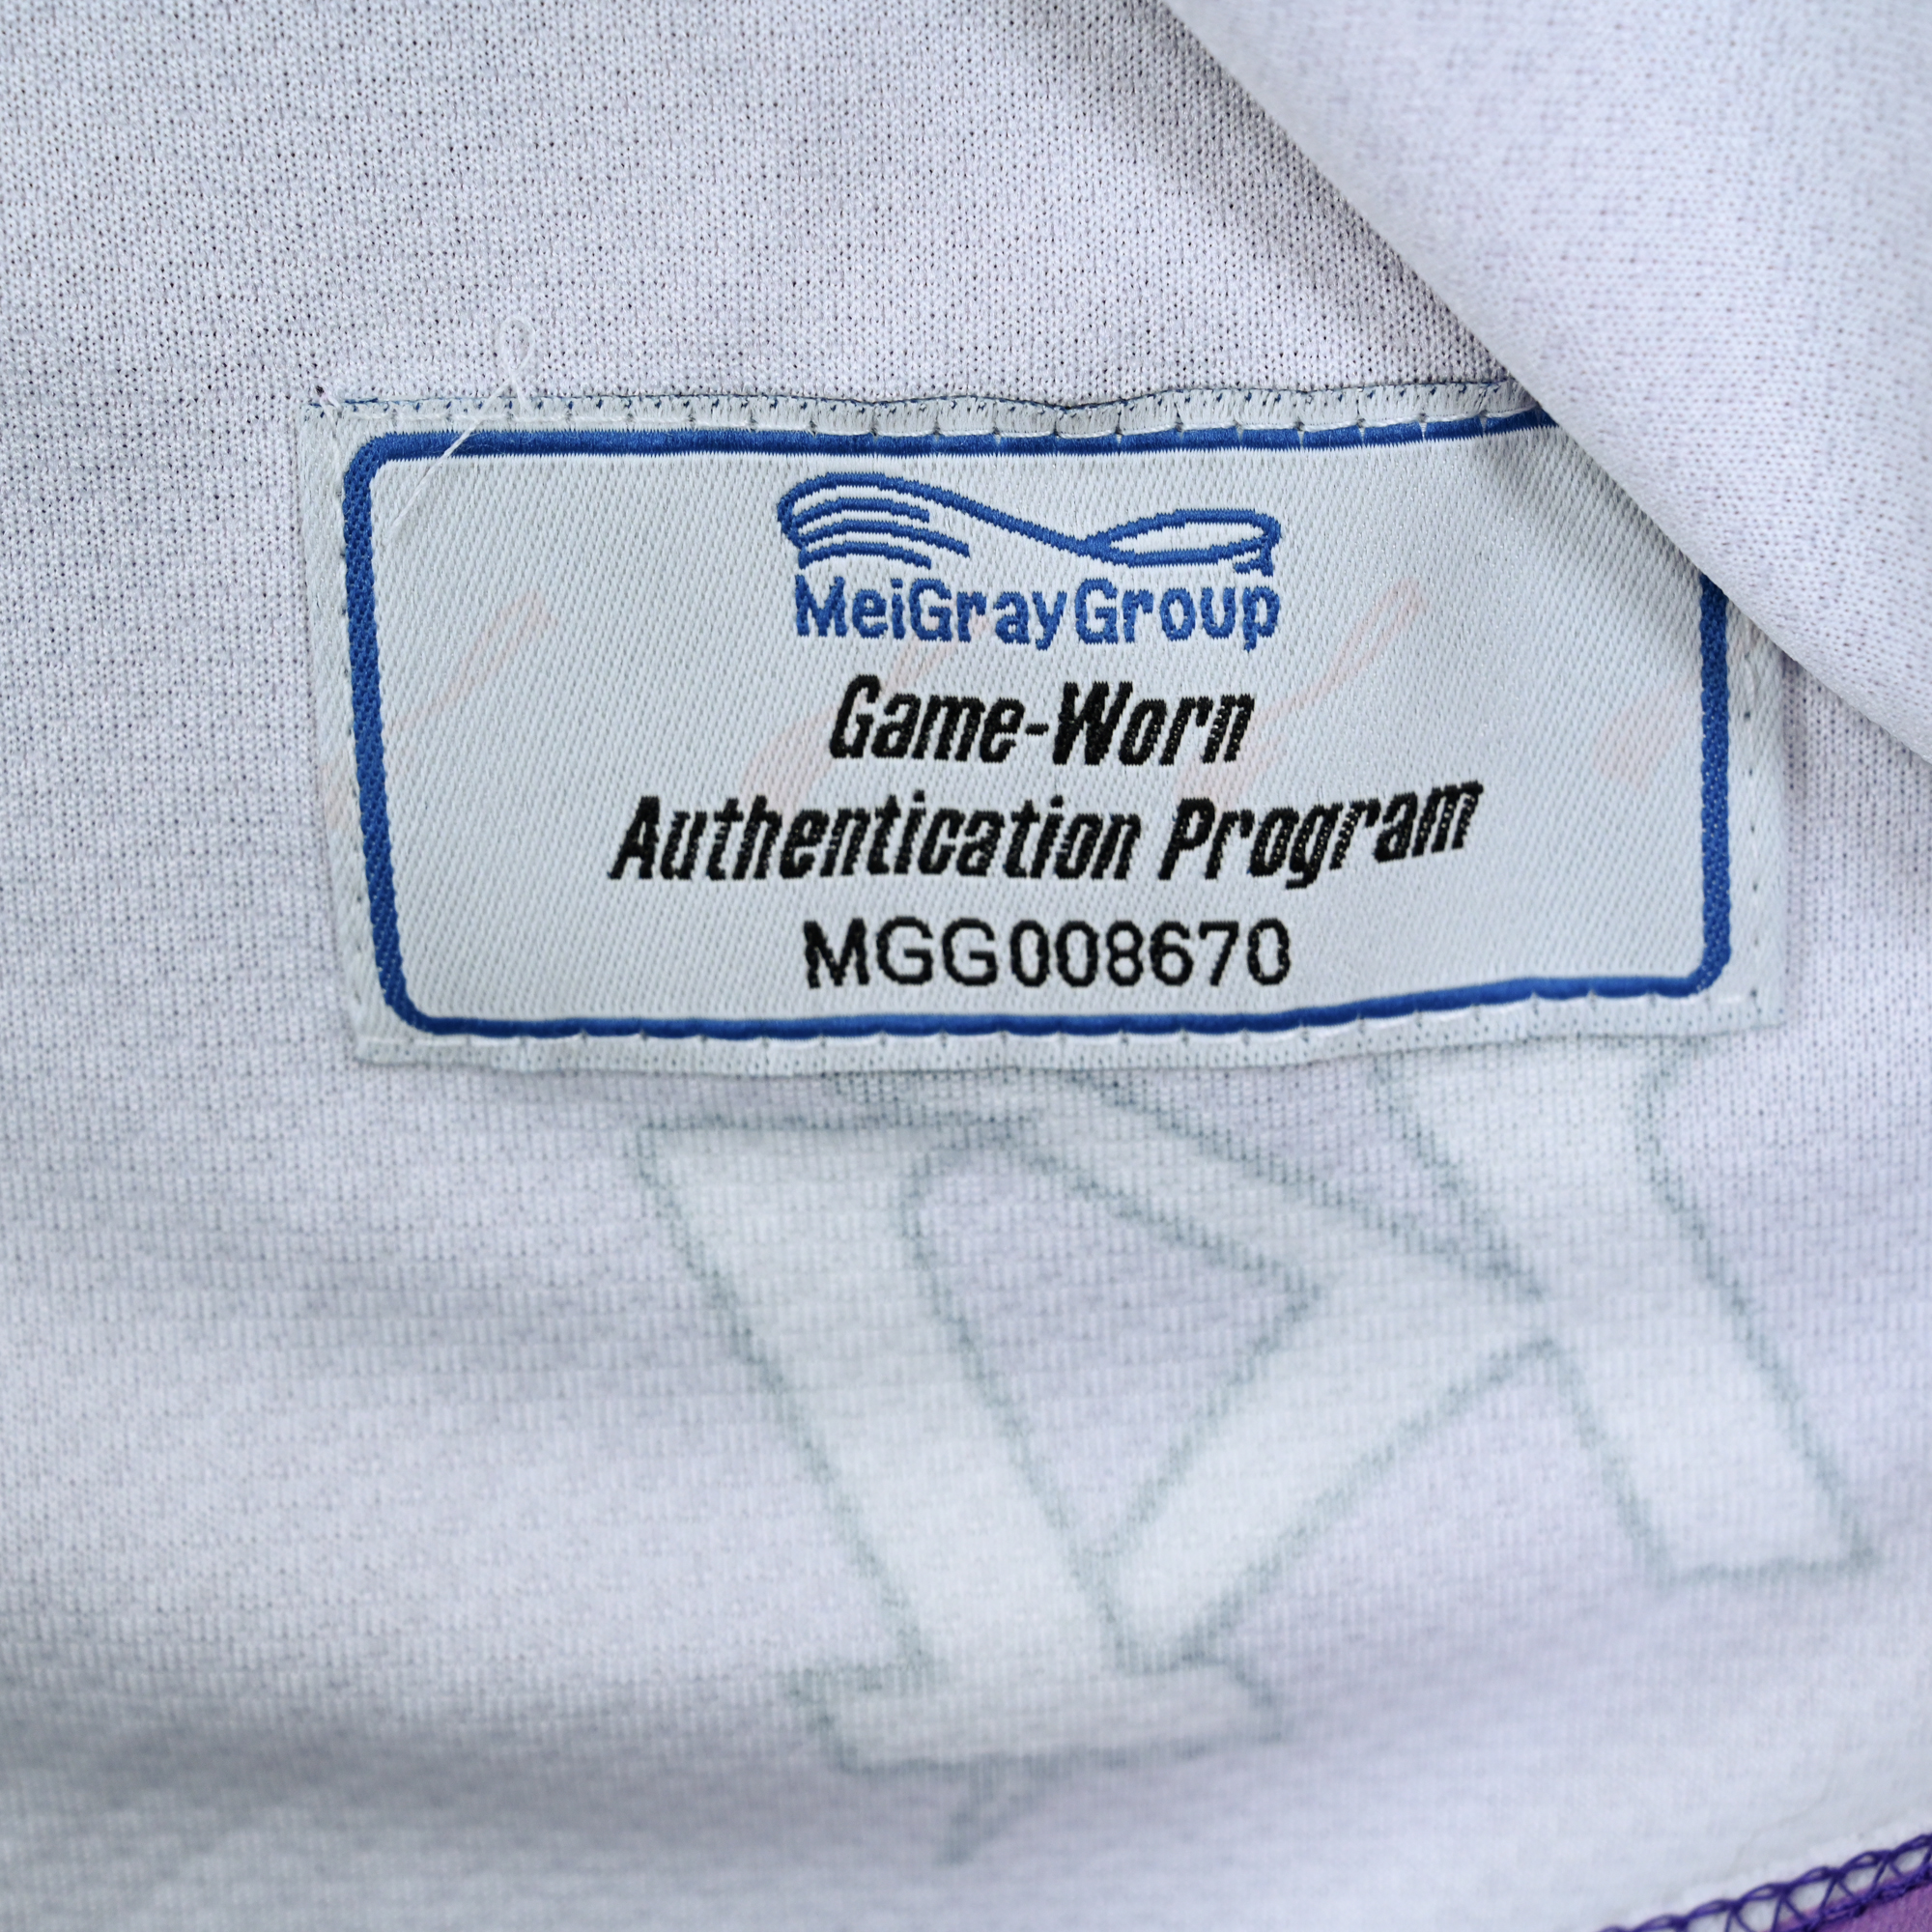 MeiGrayGroup
Game-Worn
Authentication Program
MGG008670